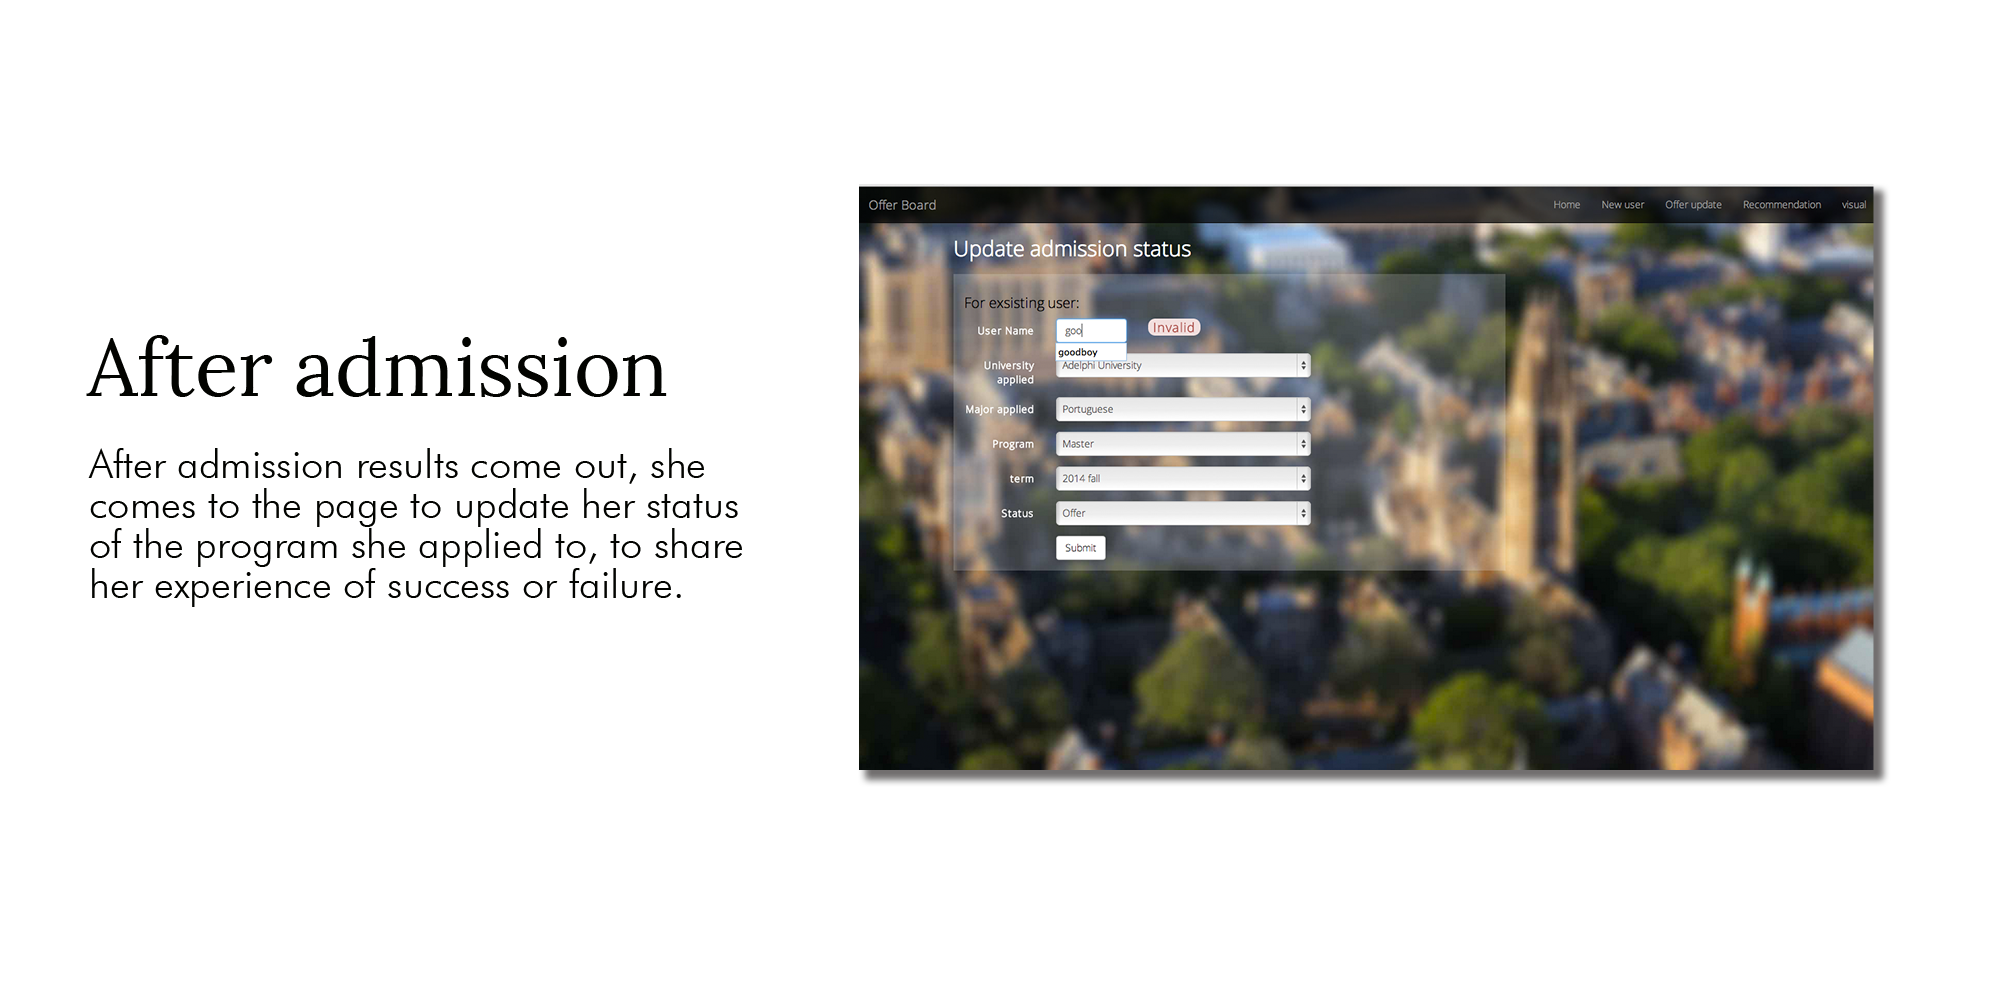 After admission
After admission results come out, she
comes to the page to update her status
of the program she applied to, to share
her experience of success or failure.
Offer Board
Home New user Offer update Recommendation visual
Update admission status
For exsisting user:
User Name goo Invalid
goodboy
University applied Adelphi University
Major applied Portuguese
Program Master
term 2014 fall
Status Offer
Submit